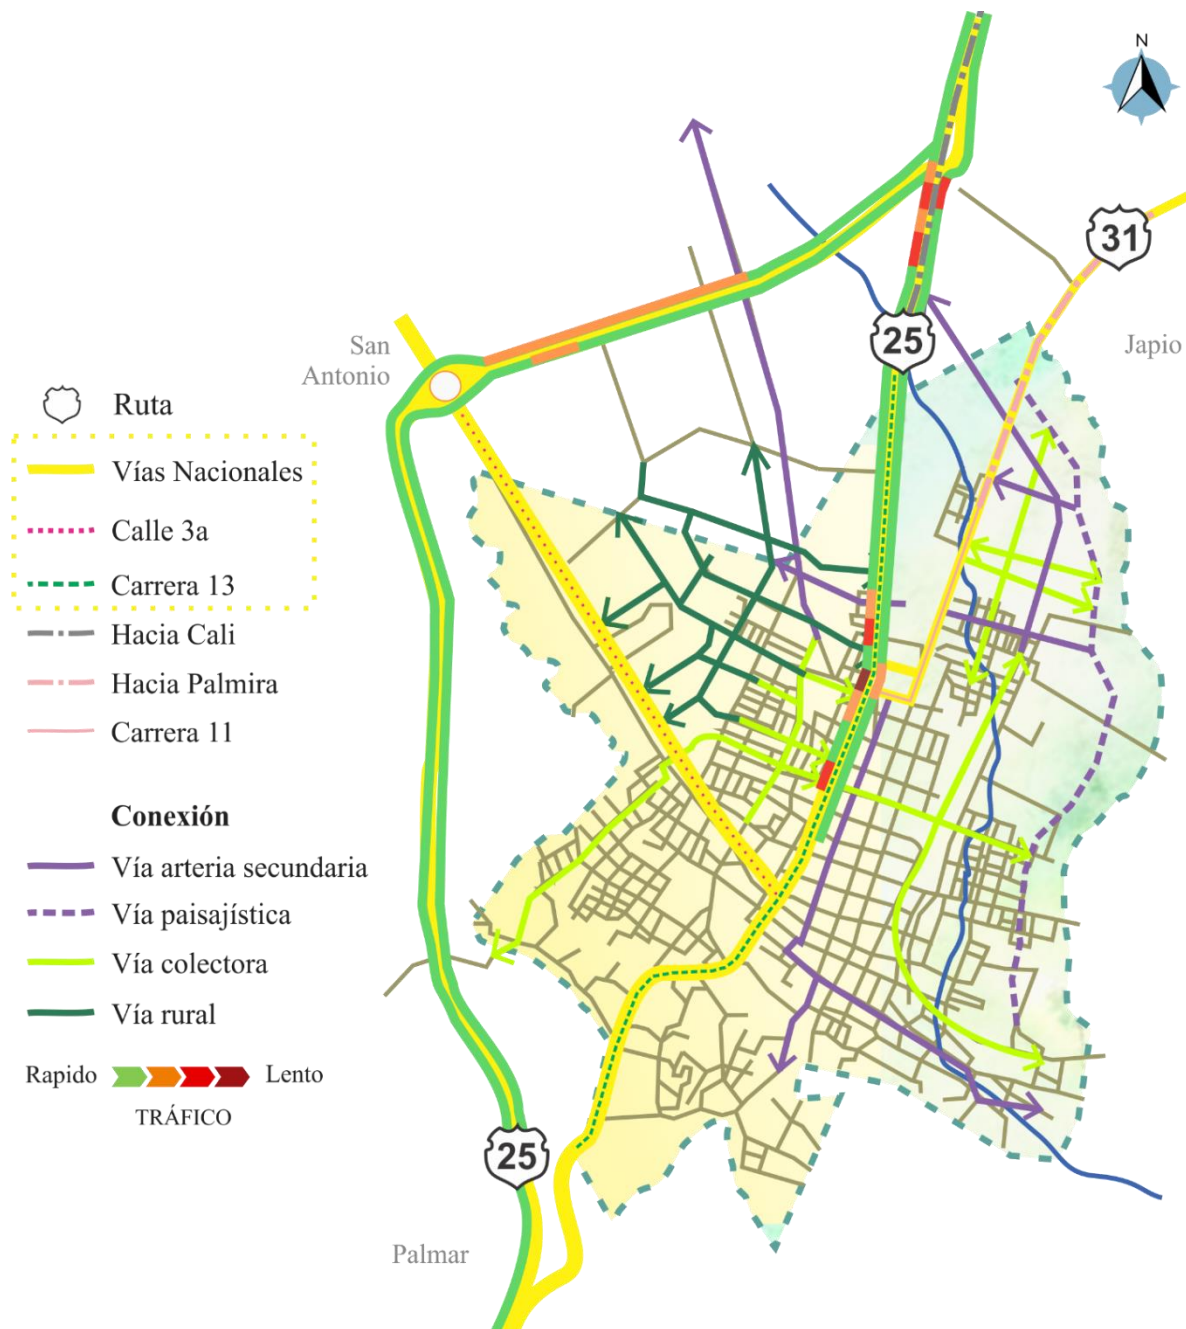 N
31
25
Japio
San
Antonio
Ruta
Vías Nacionales
Calle 3a
Carrera 13
Hacia Cali
Hacia Palmira
Carrera 11
Conexión
Vía arteria secundaria
Vía paisajística
Vía colectora
Vía rural
Rapido Lento
TRÁFICO
25
Palmar